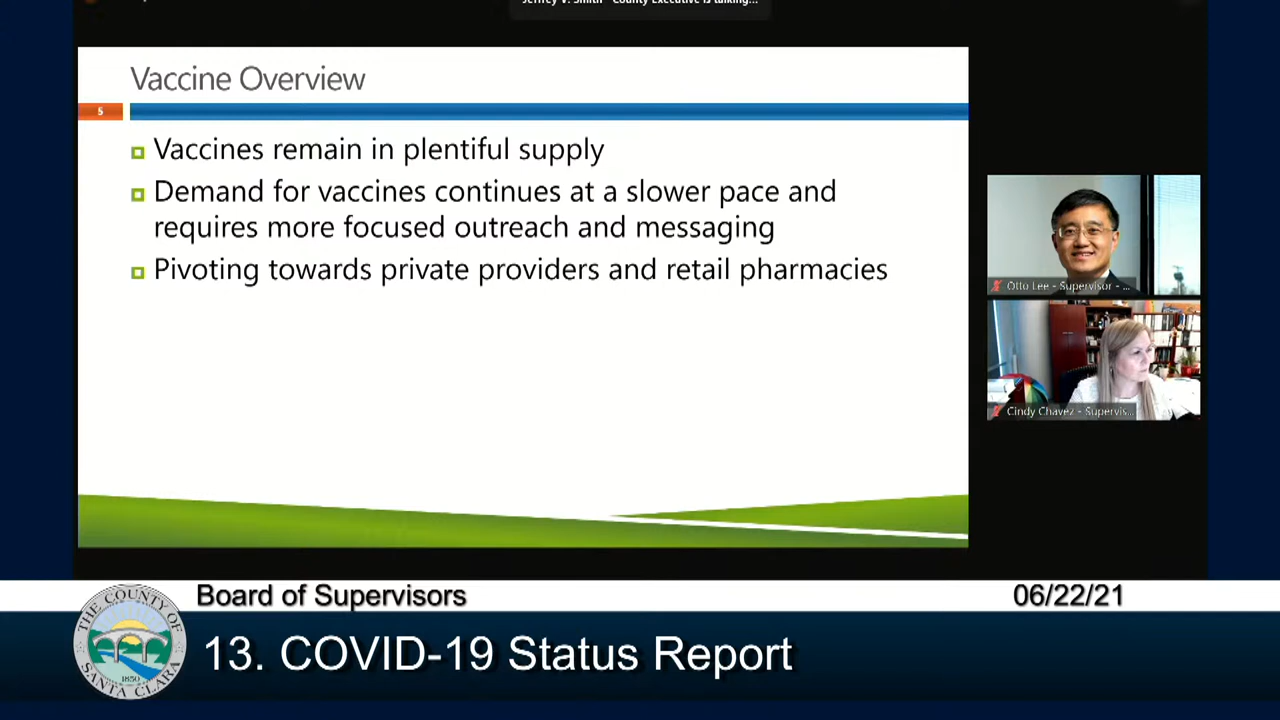 Jeffrey V. Smith - County Executive is talking...
Vaccine Overview
5
Vaccines remain in plentiful supply
Demand for vaccines continues at a slower pace and
requires more focused outreach and messaging
Pivoting towards private providers and retail pharmacies
Otto Lee - Supervisor - ...
Cindy Chavez - Supervis...
Board of Supervisors
06/22/21
THE COUNTY OF
SANTA CLARA
1850
13. COVID-19 Status Report